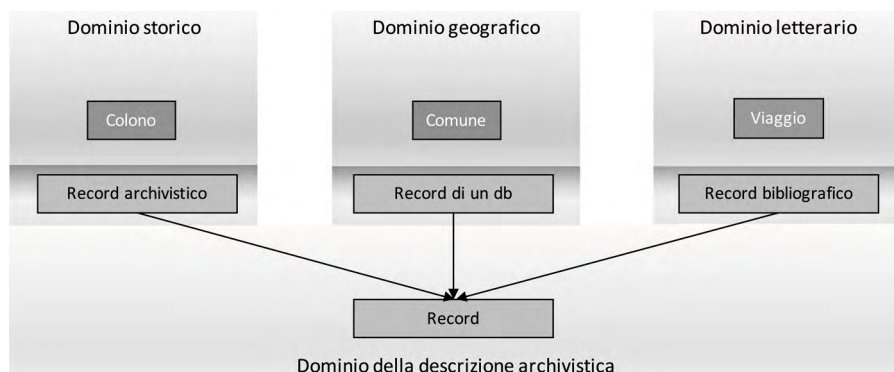 Dominio storico
Dominio geografico
Dominio letterario
Colono
Comune
Viaggio
Record archivistico
Record di un db
Record bibliografico
Record
Dominio della descrizione archivistica